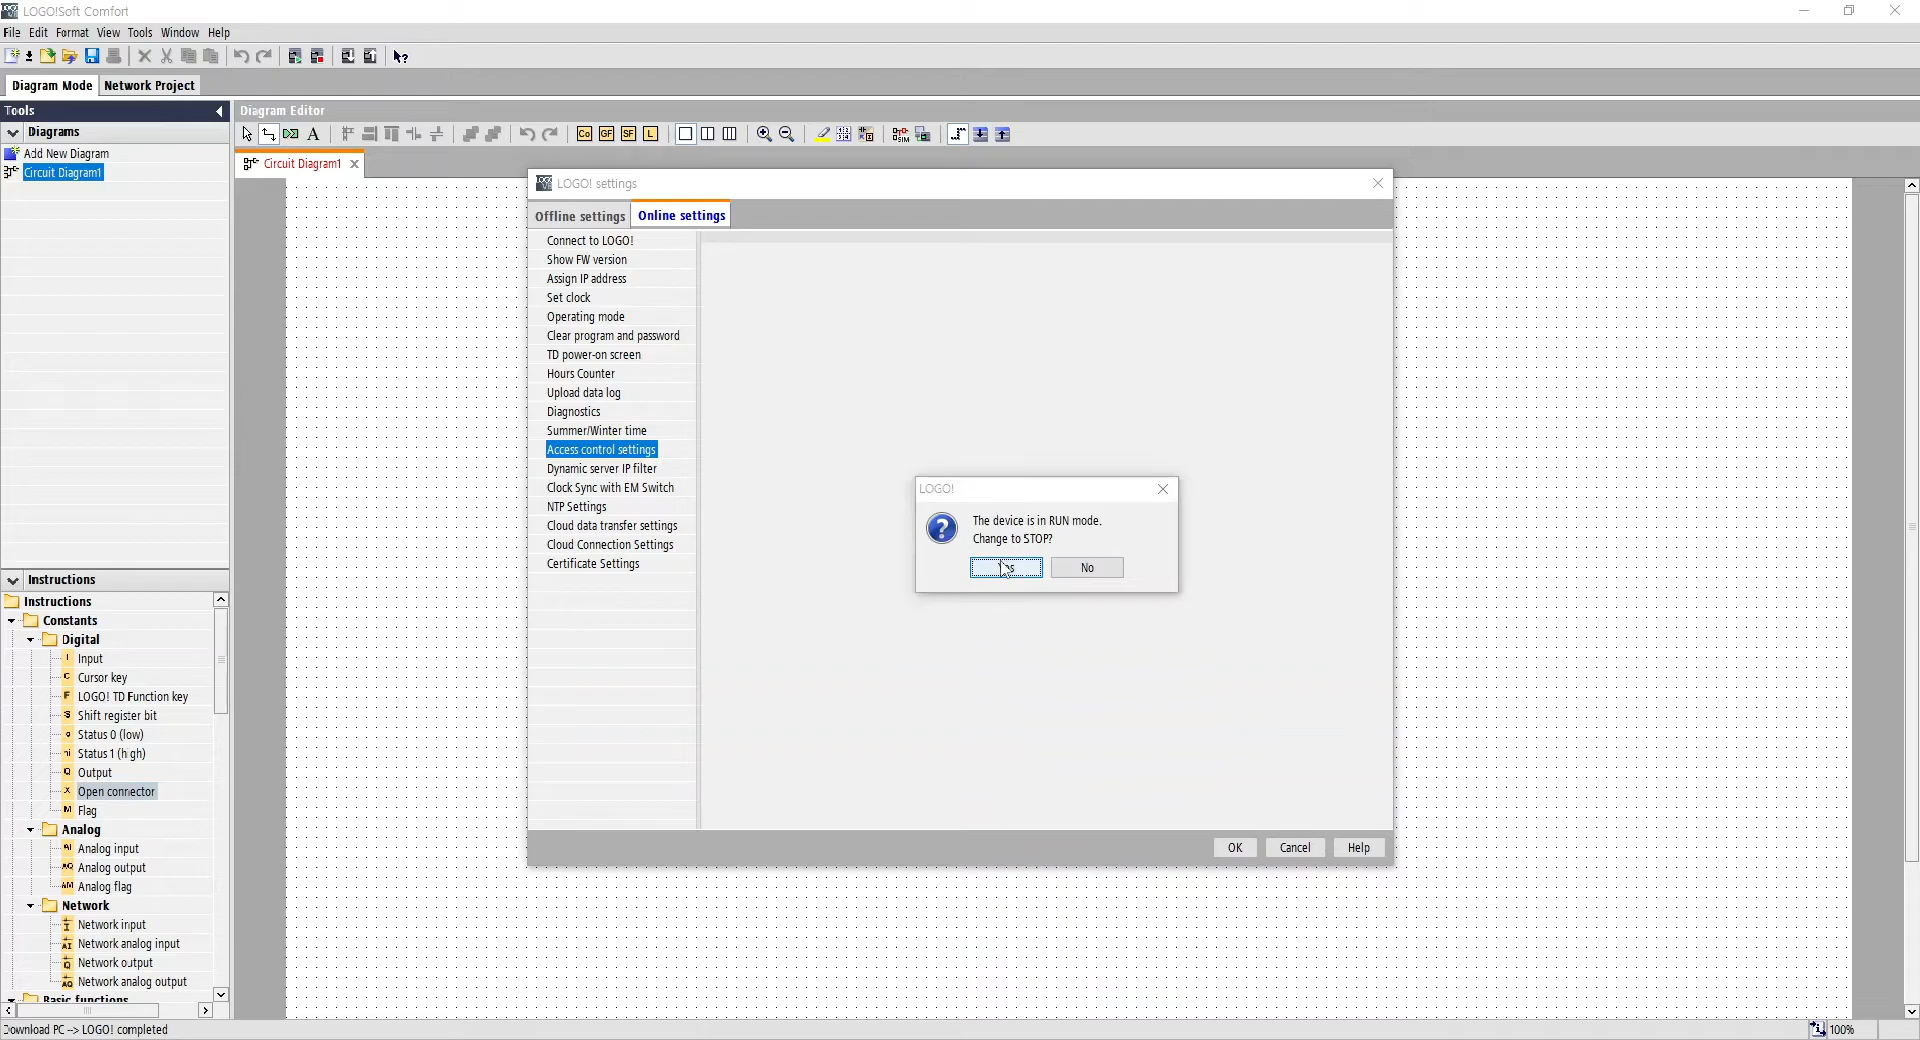 LOGO!Soft Comfort
File Edit Format View Tools Window Help
Diagram Mode Network Project
Tools
Diagrams
Add New Diagram
Circuit Diagram1
Instructions
Instructions
Constants
Digital
Input
Cursor key
LOGO! TD Function key
Shift register bit
Status 0 (low)
Status 1 (high)
Output
Open connector
Flag
Analog
Analog input
Analog output
Analog flag
Network
Network input
Network analog input
Network output
Network analog output
Basic functions
Diagram Editor
A Co GF SF L
Circuit Diagram1
LOGO! settings
Offline settings Online settings
Connect to LOGO!
Show FW version
Assign IP address
Set clock
Operating mode
Clear program and password
TD power-on screen
Hours Counter
Upload data log
Diagnostics
Summer/Winter time
Access control settings
Dynamic server IP filter
Clock Sync with EM Switch
NTP Settings
Cloud data transfer settings
Cloud Connection Settings
Certificate Settings
LOGO!
The device is in RUN mode.
Change to STOP?
No
OK Cancel Help
Download PC --> LOGO! completed
100%